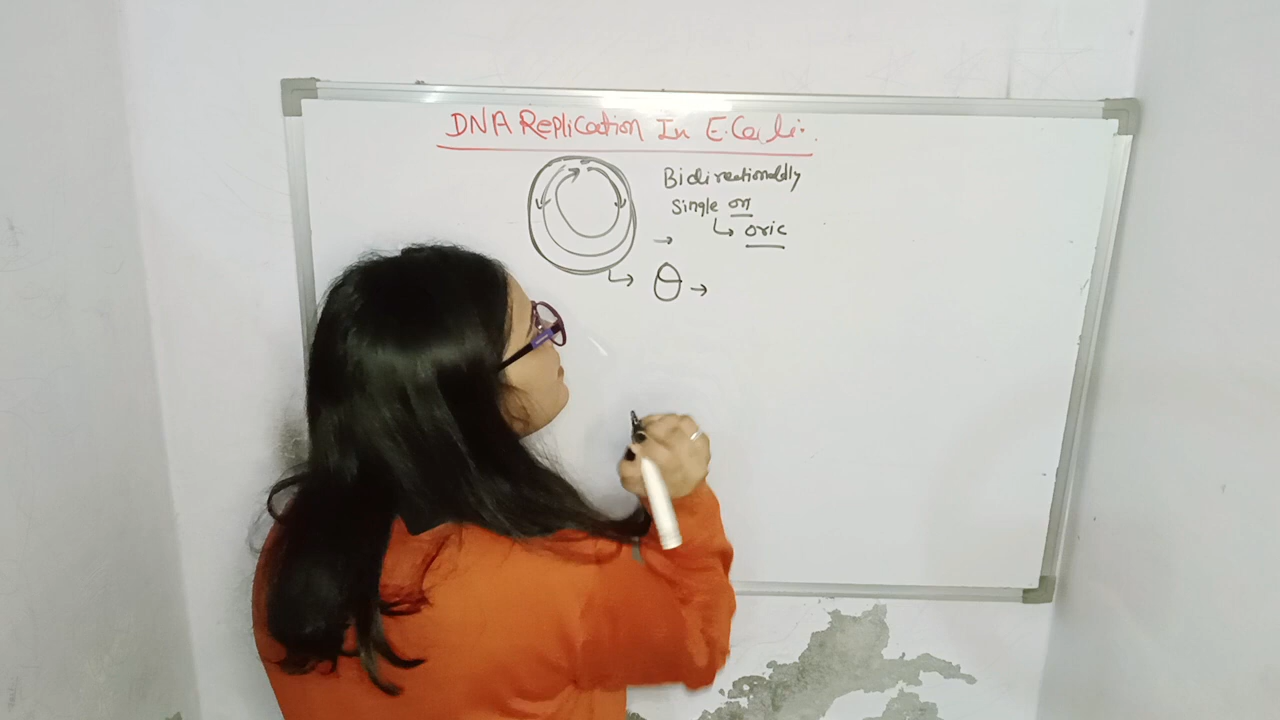 DNA Replication In E.Coli.
Bidirectionally
Single ori
↳ oric
→
↳ θ →